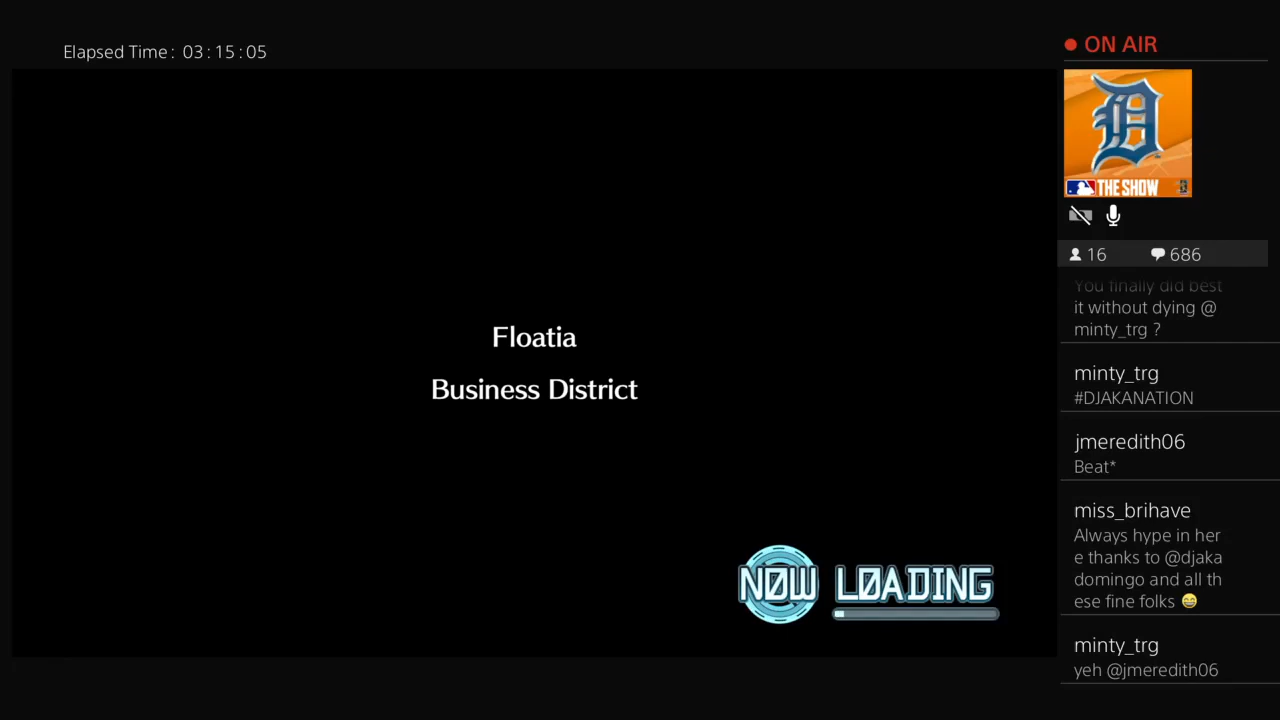 Elapsed Time: 03:15:05
ON AIR
D
THE SHOW
16 686
You finally did best
it without dying @
minty_trg ?
minty_trg
#DJAKANATION
jmeredith06
Beat*
miss_brihave
Always hype in her
e thanks to @djaka
domingo and all th
ese fine folks 😁
minty_trg
yeh @jmeredith06
Floatia
Business District
NOW LOADING